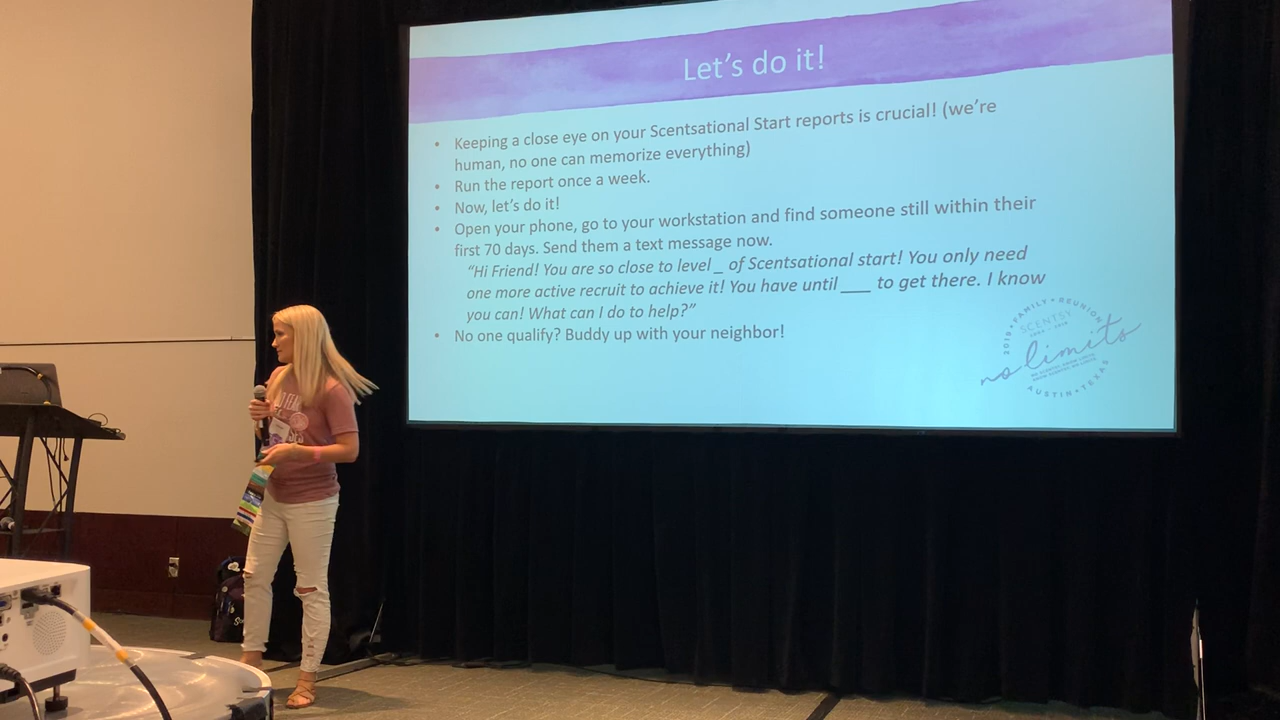 Let's do it!
• Keeping a close eye on your Scentsational Start reports is crucial! (we're
human, no one can memorize everything)
• Run the report once a week.
• Now, let's do it!
• Open your phone, go to your workstation and find someone still within their
first 70 days. Send them a text message now.
"Hi Friend! You are so close to level _ of Scentsational start! You only need
one more active recruit to achieve it! You have until ___ to get there. I know
you can! What can I do to help?"
• No one qualify? Buddy up with your neighbor!
2019 • FAMILY • REUNION
SCENTSY
no limits
AUSTIN • TEXAS